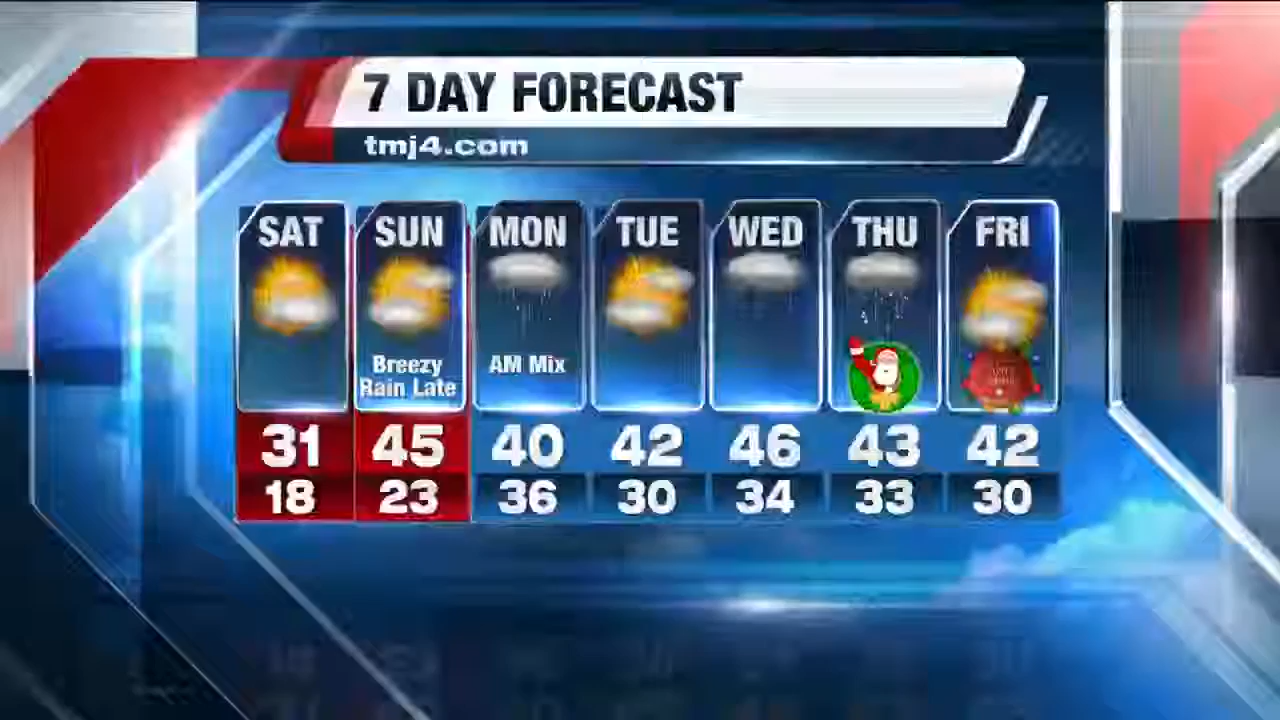 7 DAY FORECAST
tmj4.com
SAT SUN MON TUE WED THU FRI
Breezy
Rain Late
AM Mix
31 45 40 42 46 43 42
18 23 36 30 34 33 30